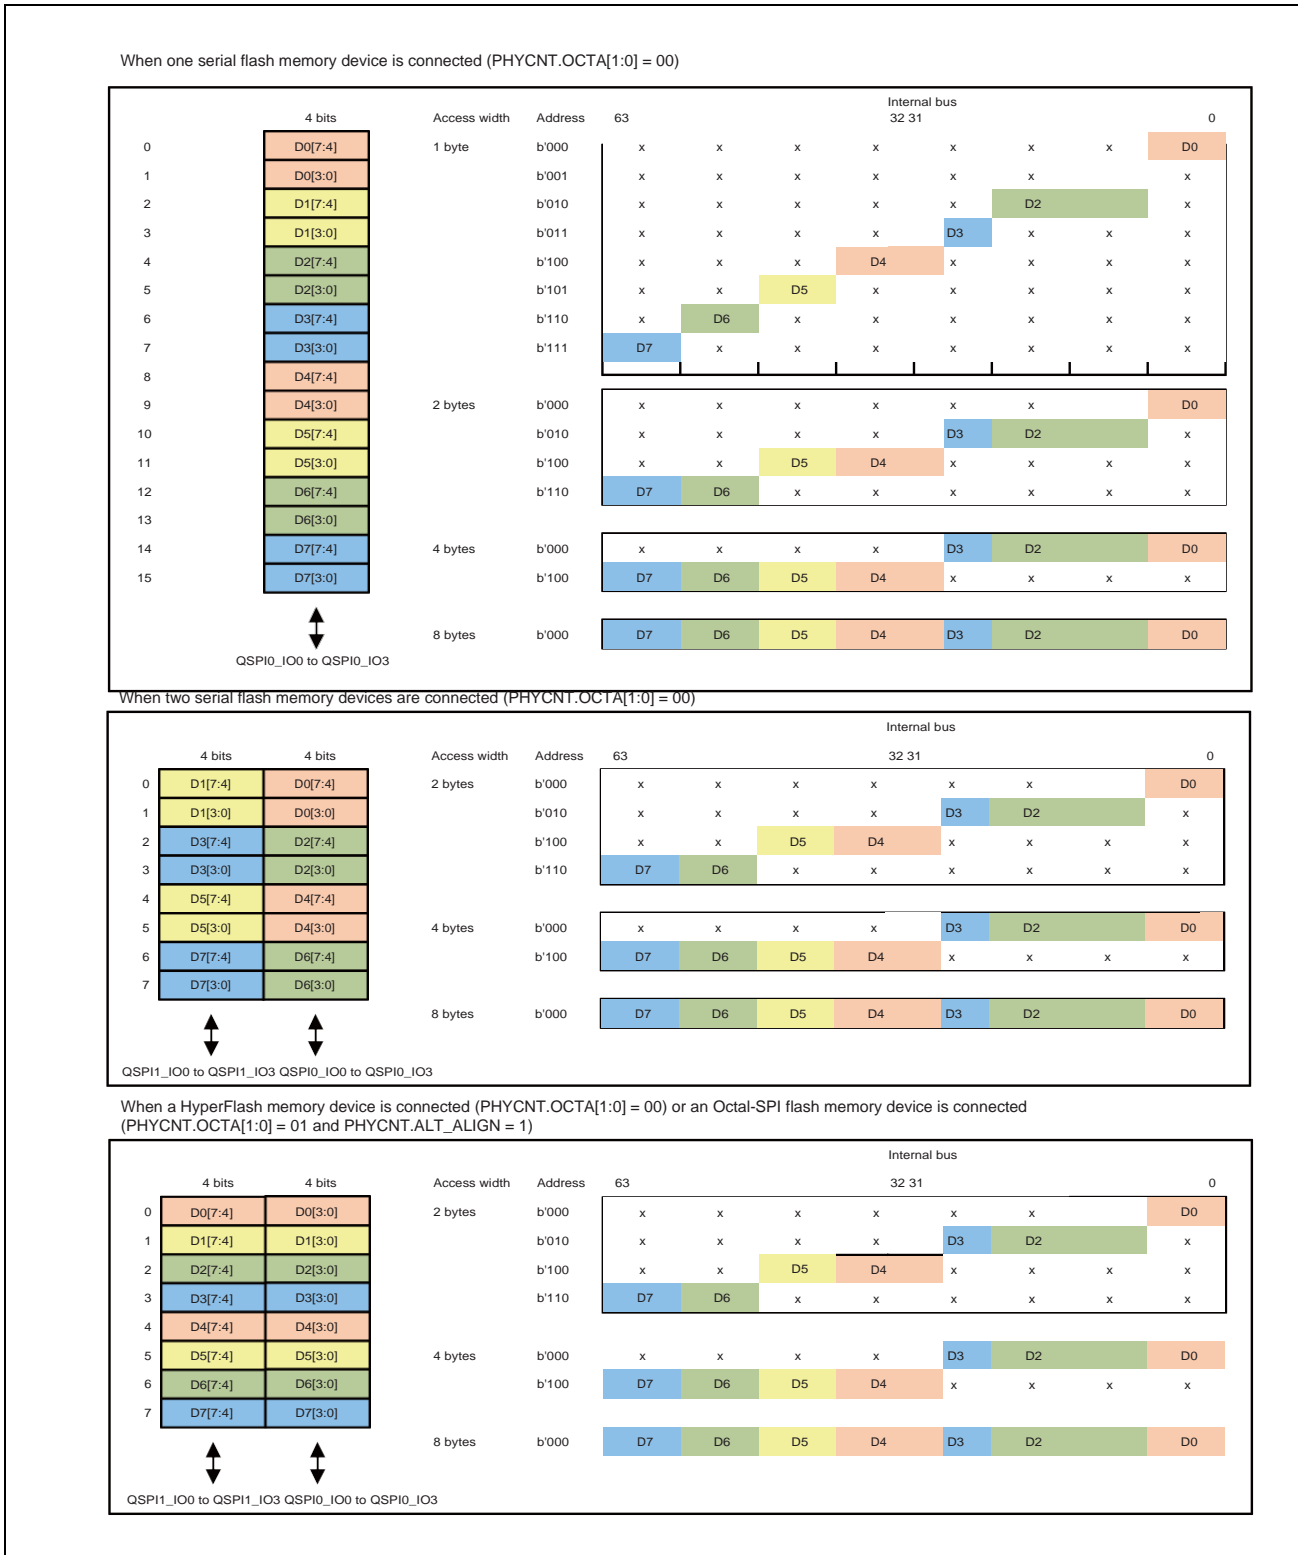 When one serial flash memory device is connected (PHYCNT.OCTA[1:0] = 00)
Internal bus
4 bits Access width Address 63 32 31 0
0 D0[7:4] 1 byte b'000 x x x x x x x D0
1 D0[3:0] b'001 x x x x x x x
2 D1[7:4] b'010 x x x x x D2 x
3 D1[3:0] b'011 x x x x D3 x x x
4 D2[7:4] b'100 x x x D4 x x x x
5 D2[3:0] b'101 x x D5 x x x x x
6 D3[7:4] b'110 x D6 x x x x x x
7 D3[3:0] b'111 D7 x x x x x x x
8 D4[7:4]
9 D4[3:0] 2 bytes b'000 x x x x x x D0
10 D5[7:4] b'010 x x x x D3 D2 x
11 D5[3:0] b'100 x x D5 D4 x x x x
12 D6[7:4] b'110 D7 D6 x x x x x x
13 D6[3:0]
14 D7[7:4] 4 bytes b'000 x x x x D3 D2 D0
15 D7[3:0] b'100 D7 D6 D5 D4 x x x x
8 bytes b'000 D7 D6 D5 D4 D3 D2 D0
QSPI0_IO0 to QSPI0_IO3
When two serial flash memory devices are connected (PHYCNT.OCTA[1:0] = 00)
Internal bus
4 bits 4 bits Access width Address 63 32 31 0
0 D1[7:4] D0[7:4] 2 bytes b'000 x x x x x x D0
1 D1[3:0] D0[3:0] b'010 x x x x D3 D2 x
2 D3[7:4] D2[7:4] b'100 x x D5 D4 x x x x
3 D3[3:0] D2[3:0] b'110 D7 D6 x x x x x x
4 D5[7:4] D4[7:4]
5 D5[3:0] D4[3:0] 4 bytes b'000 x x x x D3 D2 D0
6 D7[7:4] D6[7:4] b'100 D7 D6 D5 D4 x x x x
7 D7[3:0] D6[3:0]
8 bytes b'000 D7 D6 D5 D4 D3 D2 D0
QSPI1_IO0 to QSPI1_IO3 QSPI0_IO0 to QSPI0_IO3
When a HyperFlash memory device is connected (PHYCNT.OCTA[1:0] = 00) or an Octal-SPI flash memory device is connected
(PHYCNT.OCTA[1:0] = 01 and PHYCNT.ALT_ALIGN = 1)
Internal bus
4 bits 4 bits Access width Address 63 32 31 0
0 D0[7:4] D0[3:0] 2 bytes b'000 x x x x x x D0
1 D1[7:4] D1[3:0] b'010 x x x x D3 D2 x
2 D2[7:4] D2[3:0] b'100 x x D5 D4 x x x x
3 D3[7:4] D3[3:0] b'110 D7 D6 x x x x x x
4 D4[7:4] D4[3:0]
5 D5[7:4] D5[3:0] 4 bytes b'000 x x x x D3 D2 D0
6 D6[7:4] D6[3:0] b'100 D7 D6 D5 D4 x x x x
7 D7[7:4] D7[3:0]
8 bytes b'000 D7 D6 D5 D4 D3 D2 D0
QSPI1_IO0 to QSPI1_IO3 QSPI0_IO0 to QSPI0_IO3